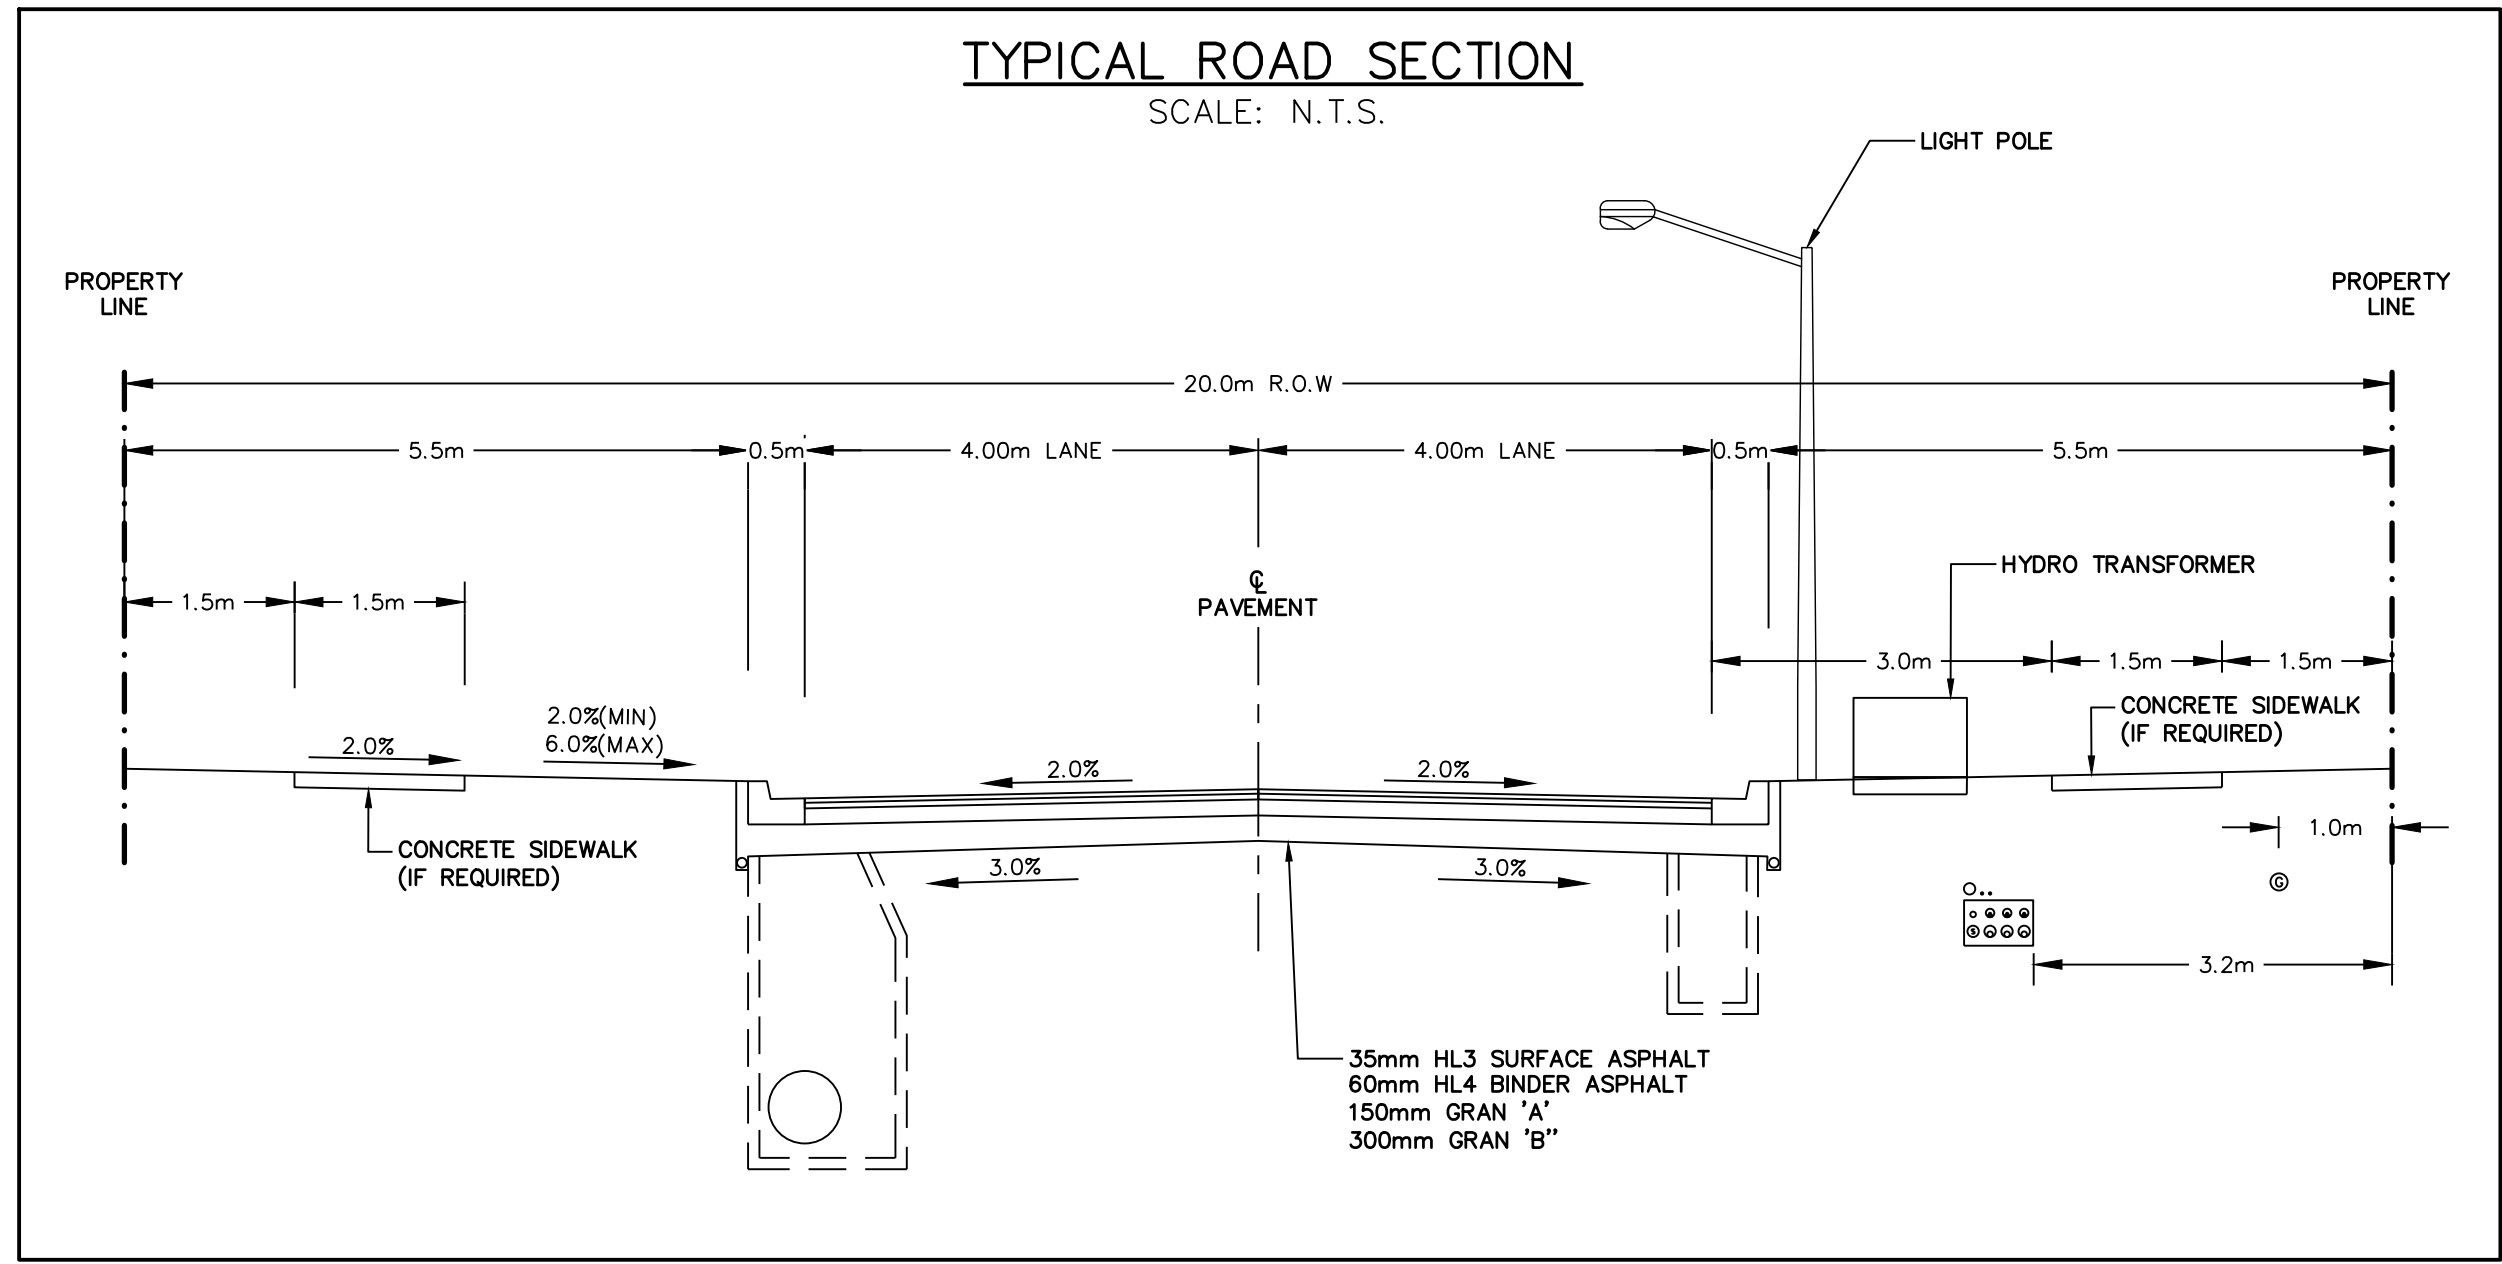 TYPICAL ROAD SECTION
SCALE: N.T.S.
LIGHT POLE
PROPERTY
LINE
PROPERTY
LINE
20.0m R.O.W
5.5m
0.5m
4.00m LANE
4.00m LANE
0.5m
5.5m
HYDRO TRANSFORMER
℄
PAVEMENT
1.5m
1.5m
3.0m
1.5m
1.5m
2.0%(MIN)
6.0%(MAX)
2.0%
2.0%
2.0%
CONCRETE SIDEWALK
(IF REQUIRED)
CONCRETE SIDEWALK
(IF REQUIRED)
1.0m
3.0%
3.0%
G
S
3.2m
35mm HL3 SURFACE ASPHALT
60mm HL4 BINDER ASPHALT
150mm GRAN 'A'
300mm GRAN 'B''